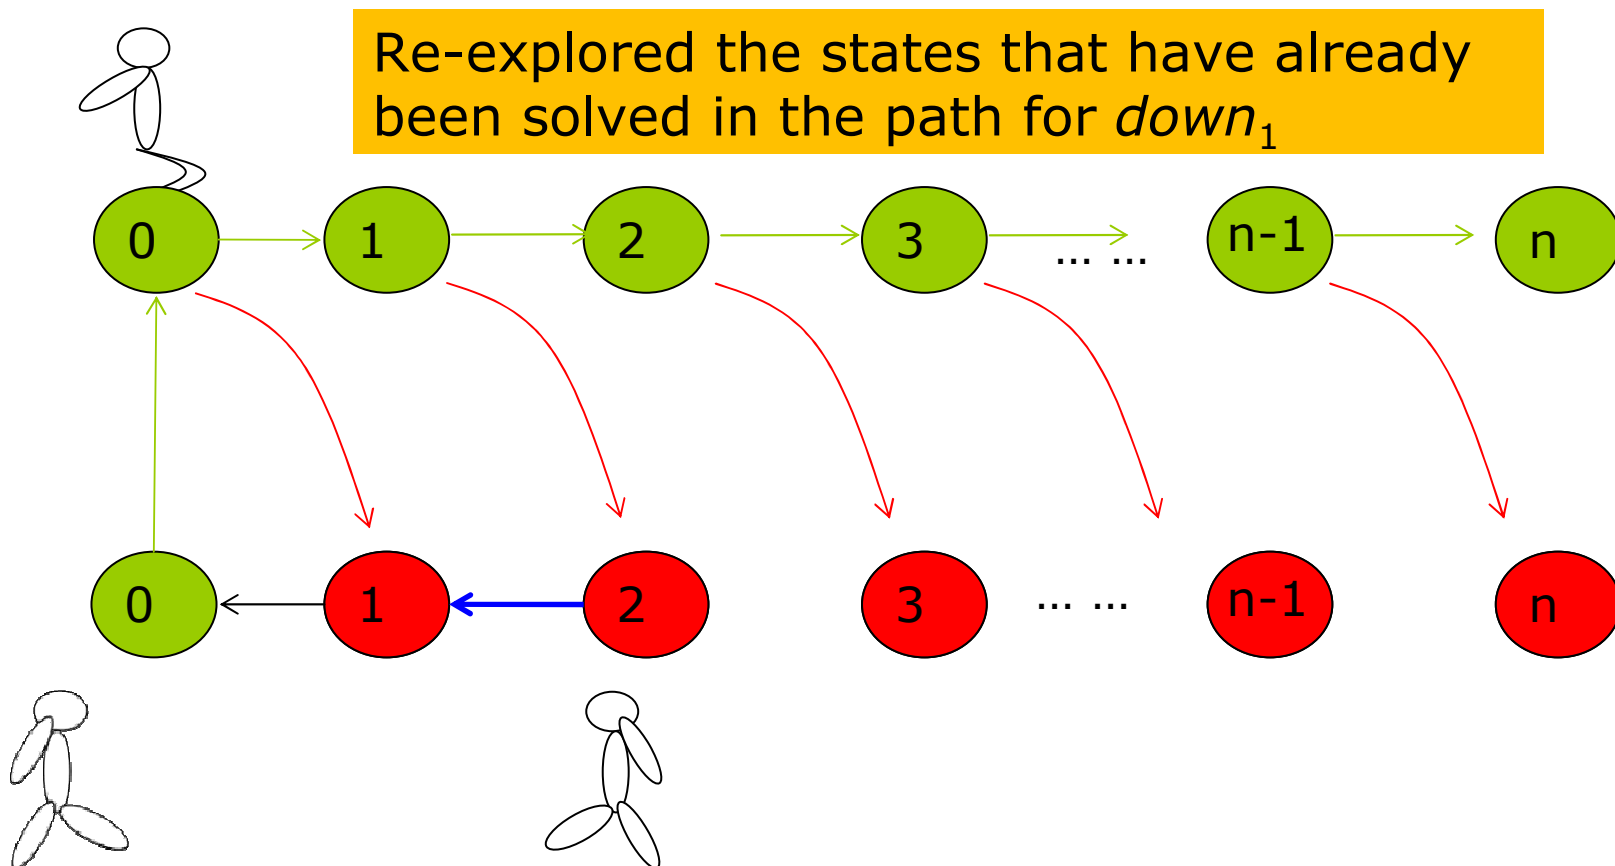 Re-explored the states that have already
been solved in the path for down₁
0 1 2 3 ... ... n-1 n
0 1 2 3 ... ... n-1 n